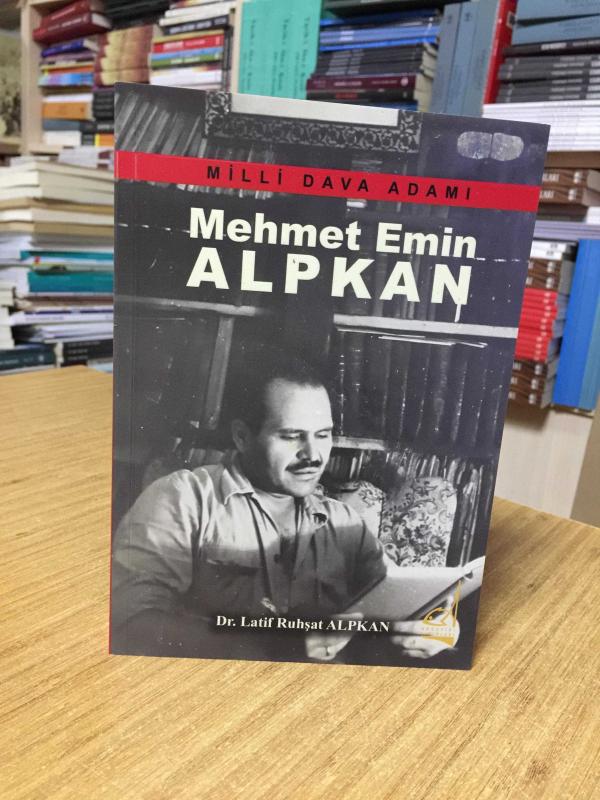 MİLLİ DAVA ADAMI
Mehmet Emin
ALPKAN
Dr. Latif Ruhşat ALPKAN